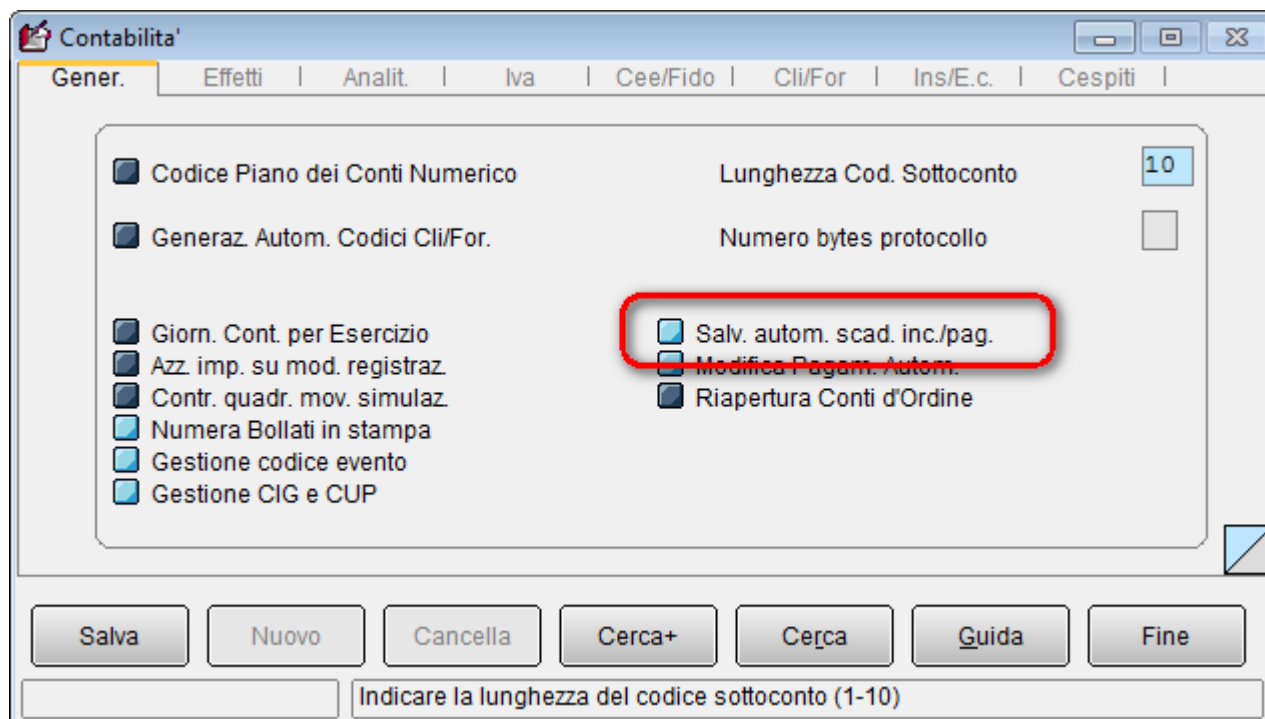 Contabilita'
Gener. Effetti Analit. Iva Cee/Fido Cli/For Ins/E.c. Cespiti
Codice Piano dei Conti Numerico Lunghezza Cod. Sottoconto 10
Generaz. Autom. Codici Cli/For. Numero bytes protocollo
Giorn. Cont. per Esercizio Salv. autom. scad. inc./pag.
Azz. imp. su mod. registraz. Modifica Pagam. Autom.
Contr. quadr. mov. simulaz. Riapertura Conti d'Ordine
Numera Bollati in stampa
Gestione codice evento
Gestione CIG e CUP
Salva Nuovo Cancella Cerca+ Cerca Guida Fine
Indicare la lunghezza del codice sottoconto (1-10)